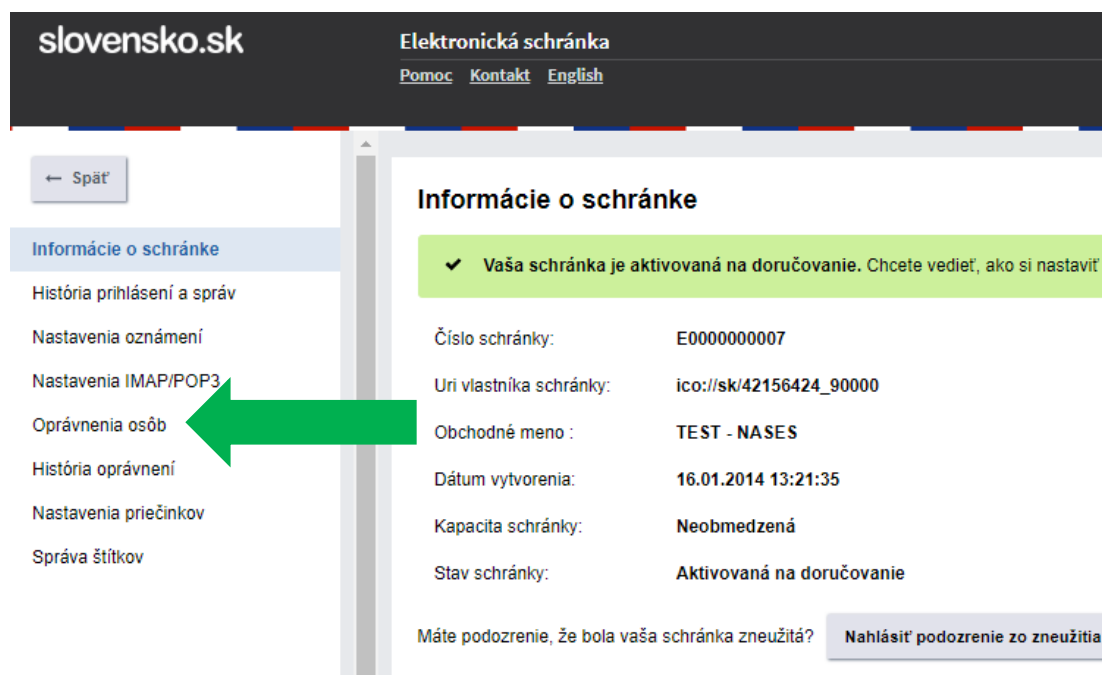 slovensko.sk
Elektronická schránka
Pomoc Kontakt English
← Späť
Informácie o schránke
História prihlásení a správ
Nastavenia oznámení
Nastavenia IMAP/POP3
Oprávnenia osôb
História oprávnení
Nastavenia priečinkov
Správa štítkov
Informácie o schránke
✔ Vaša schránka je aktivovaná na doručovanie. Chcete vedieť, ako si nastaviť
Číslo schránky: E0000000007
Uri vlastníka schránky: ico://sk/42156424_90000
Obchodné meno : TEST - NASES
Dátum vytvorenia: 16.01.2014 13:21:35
Kapacita schránky: Neobmedzená
Stav schránky: Aktivovaná na doručovanie
Máte podozrenie, že bola vaša schránka zneužitá? Nahlásiť podozrenie zo zneužitia